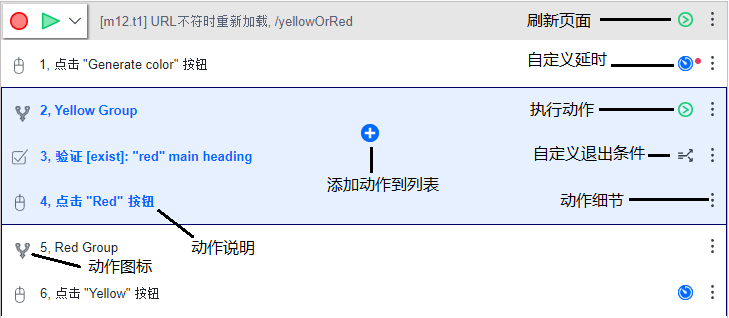 [m12.t1] URL不符时重新加载, /yellowOrRed
刷新页面
1, 点击 "Generate color" 按钮
自定义延时
2, Yellow Group
执行动作
3, 验证 [exist]: "red" main heading
自定义退出条件
添加动作到列表
4, 点击 "Red" 按钮
动作细节
动作说明
5, Red Group
动作图标
6, 点击 "Yellow" 按钮